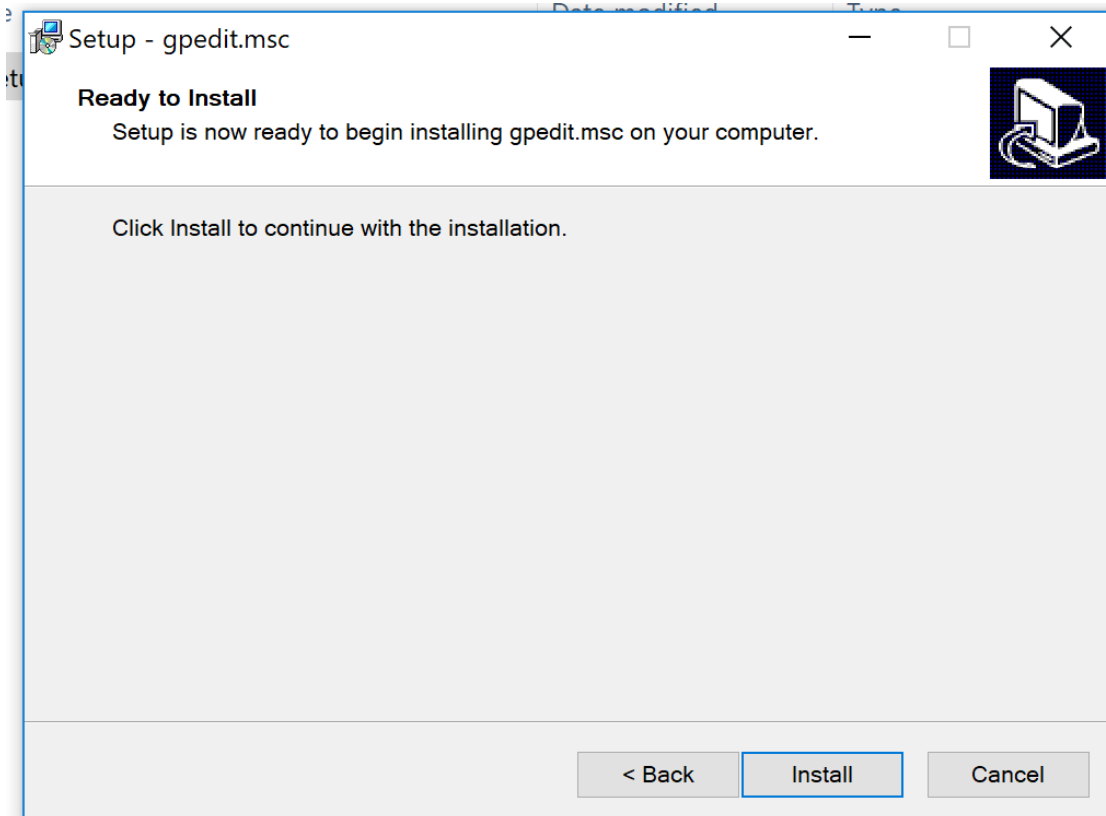 Setup - gpedit.msc
Ready to Install
Setup is now ready to begin installing gpedit.msc on your computer.
Click Install to continue with the installation.
< Back
Install
Cancel